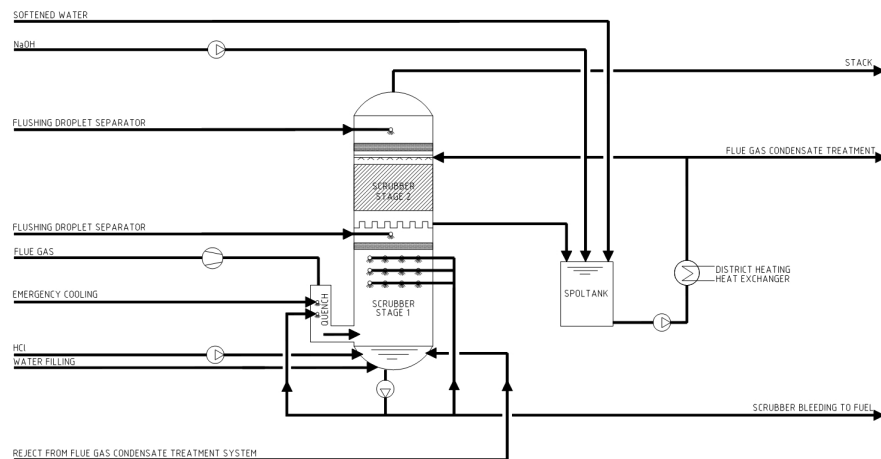 SOFTENED WATER
NaOH
STACK
FLUSHING DROPLET SEPARATOR
FLUE GAS CONDENSATE TREATMENT
SCRUBBER
STAGE 2
FLUSHING DROPLET SEPARATOR
FLUE GAS
DISTRICT HEATING
HEAT EXCHANGER
SPOLTANK
EMERGENCY COOLING
QUENCH
SCRUBBER
STAGE 1
HCl
WATER FILLING
SCRUBBER BLEEDING TO FUEL
REJECT FROM FLUE GAS CONDENSATE TREATMENT SYSTEM